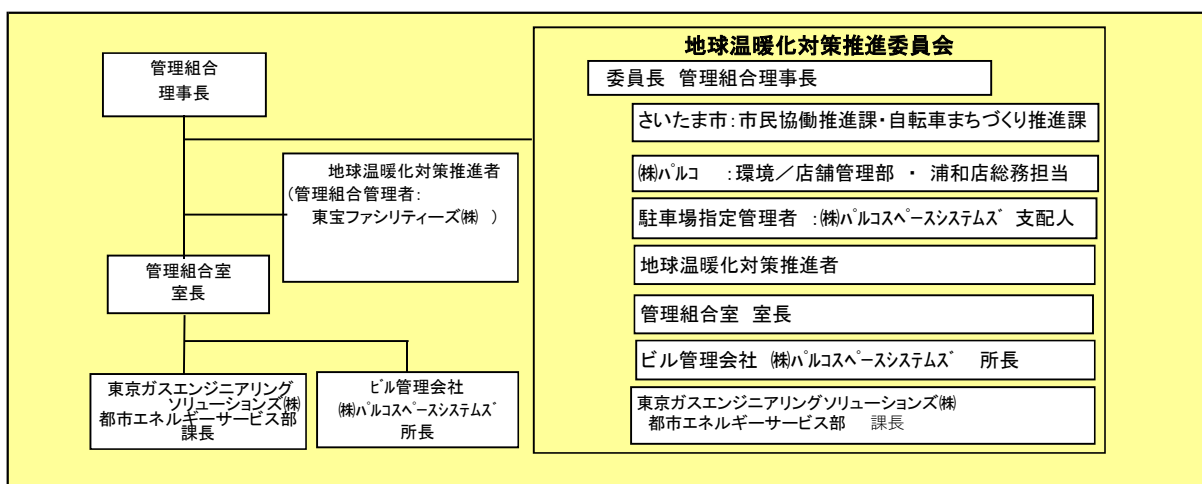 管理組合
理事長
地球温暖化対策推進者
(管理組合管理者:
東宝ファシリティーズ㈱ )
管理組合室
室長
東京ガスエンジニアリング
ソリューションズ㈱
都市エネルギーサービス部
課長
ビル管理会社
㈱パルコスペースシステムズ
所長
地球温暖化対策推進委員会
委員長 管理組合理事長
さいたま市:市民協働推進課・自転車まちづくり推進課
㈱パルコ :環境/店舗管理部 ・ 浦和店総務担当
駐車場指定管理者 :㈱パルコスペースシステムズ 支配人
地球温暖化対策推進者
管理組合室 室長
ビル管理会社 ㈱パルコスペースシステムズ 所長
東京ガスエンジニアリングソリューションズ㈱
都市エネルギーサービス部 課長